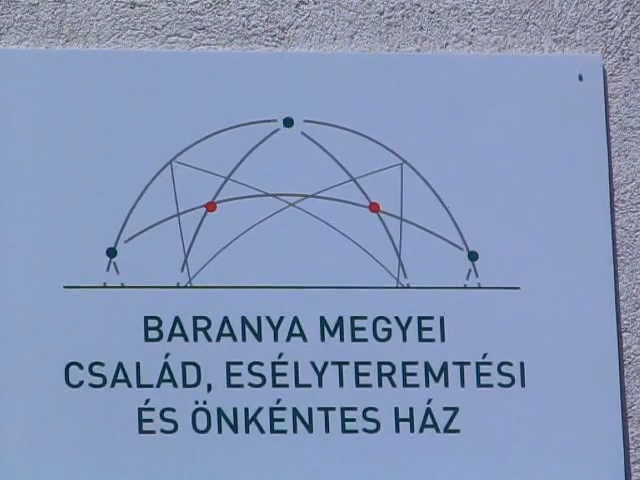 BARANYA MEGYEI
CSALÁD, ESÉLYTEREMTÉSI
ÉS ÖNKÉNTES HÁZ